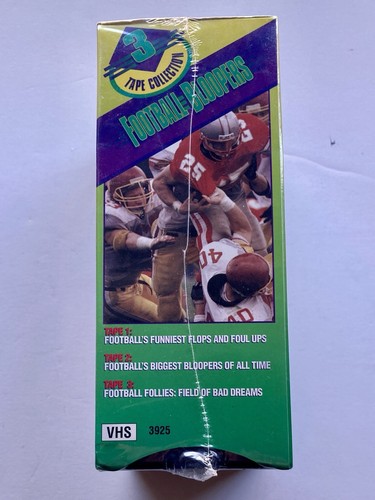 3
TAPE COLLECTION
FOOTBALL BLOOPERS
25
40
TAPE 1:
FOOTBALL'S FUNNIEST FLOPS AND FOUL UPS
TAPE 2:
FOOTBALL'S BIGGEST BLOOPERS OF ALL TIME
TAPE 3:
FOOTBALL FOLLIES: FIELD OF BAD DREAMS
VHS 3925